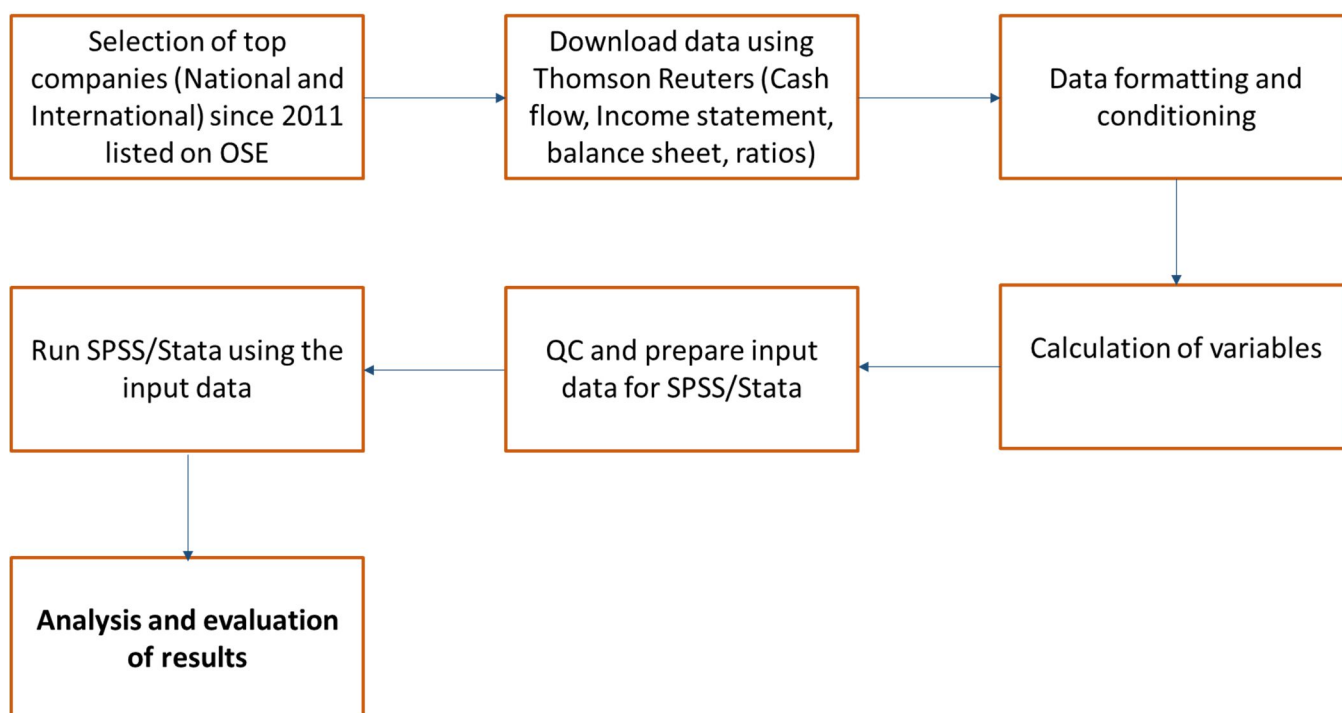 Selection of top
companies (National and
International) since 2011
listed on OSE
Download data using
Thomson Reuters (Cash
flow, Income statement,
balance sheet, ratios)
Data formatting and
conditioning
Calculation of variables
QC and prepare input
data for SPSS/Stata
Run SPSS/Stata using the
input data
Analysis and evaluation
of results